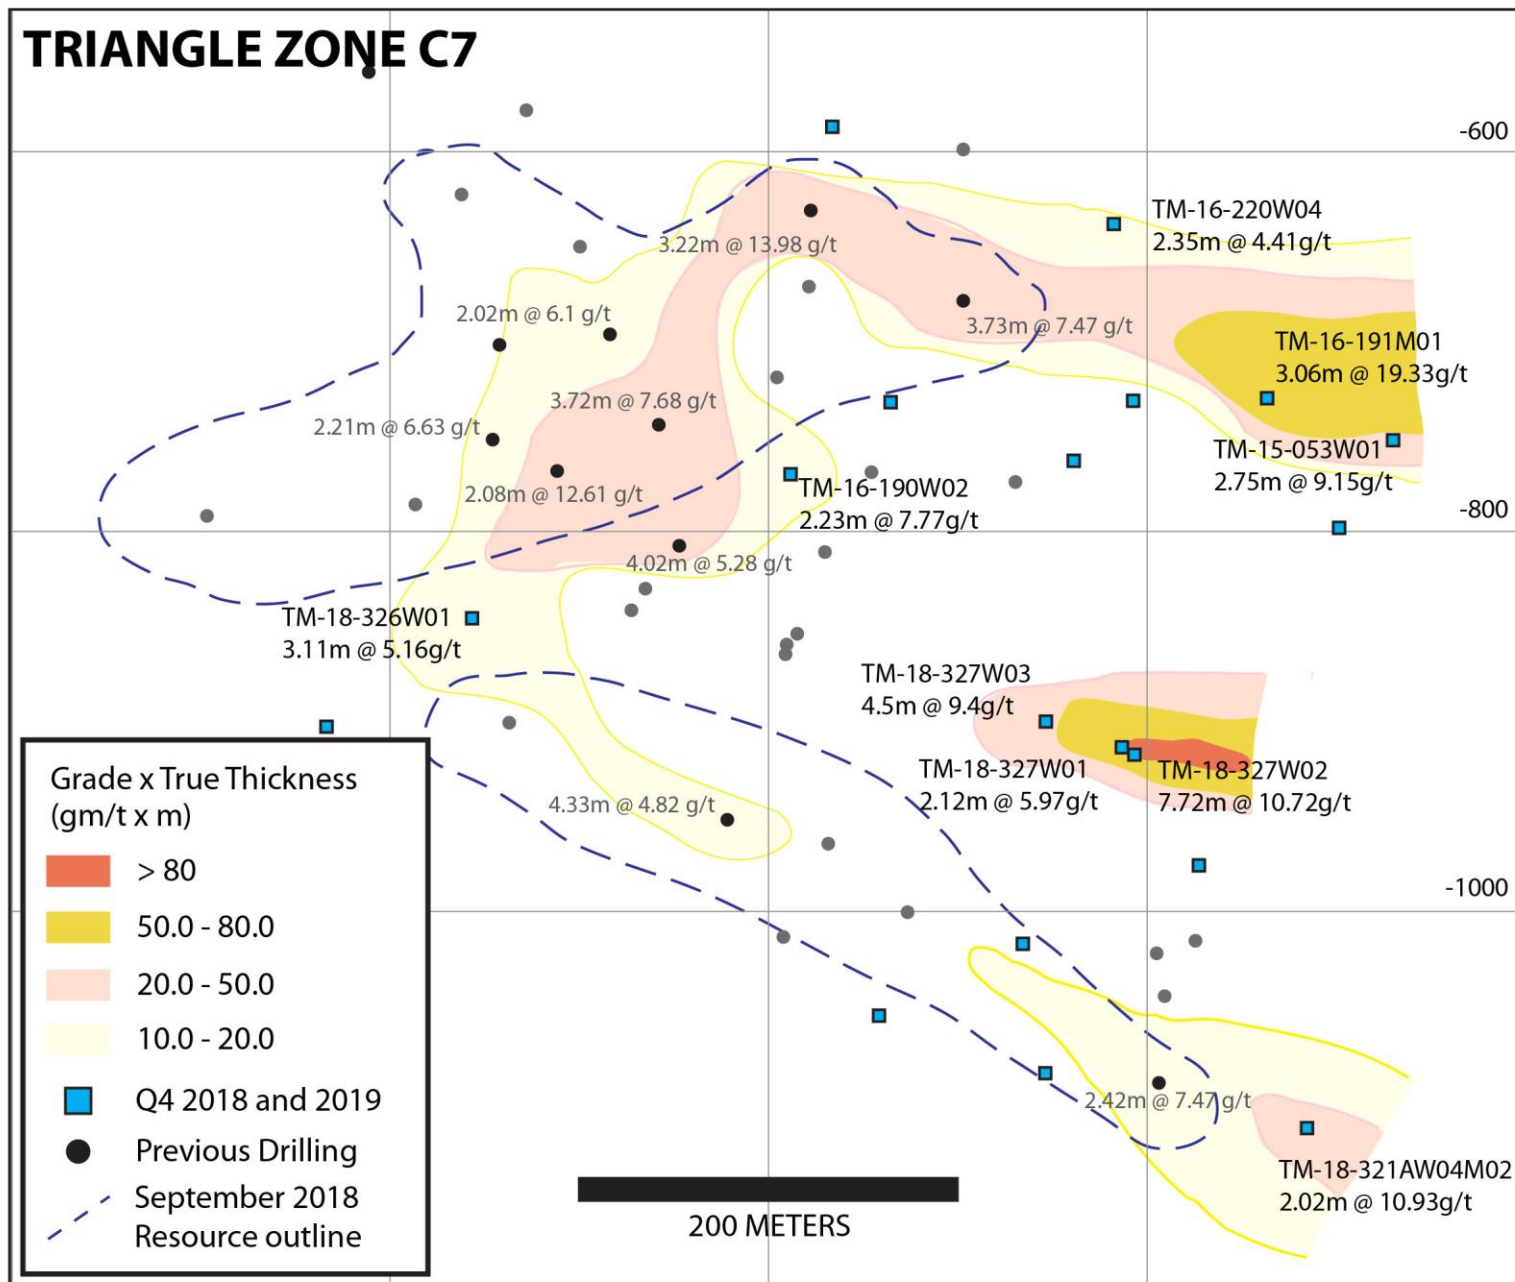 TRIANGLE ZONE C7
-600
TM-16-220W04
2.35m @ 4.41g/t
3.22m @ 13.98 g/t
2.02m @ 6.1 g/t
3.73m @ 7.47 g/t
TM-16-191M01
3.06m @ 19.33g/t
3.72m @ 7.68 g/t
2.21m @ 6.63 g/t
TM-15-053W01
2.75m @ 9.15g/t
2.08m @ 12.61 g/t
TM-16-190W02
2.23m @ 7.77g/t
-800
4.02m @ 5.28 g/t
TM-18-326W01
3.11m @ 5.16g/t
TM-18-327W03
4.5m @ 9.4g/t
TM-18-327W01
2.12m @ 5.97g/t
TM-18-327W02
7.72m @ 10.72g/t
4.33m @ 4.82 g/t
-1000
2.42m @ 7.47 g/t
TM-18-321AW04M02
2.02m @ 10.93g/t
Grade x True Thickness
(gm/t x m)
> 80
50.0 - 80.0
20.0 - 50.0
10.0 - 20.0
Q4 2018 and 2019
Previous Drilling
September 2018
Resource outline
200 METERS